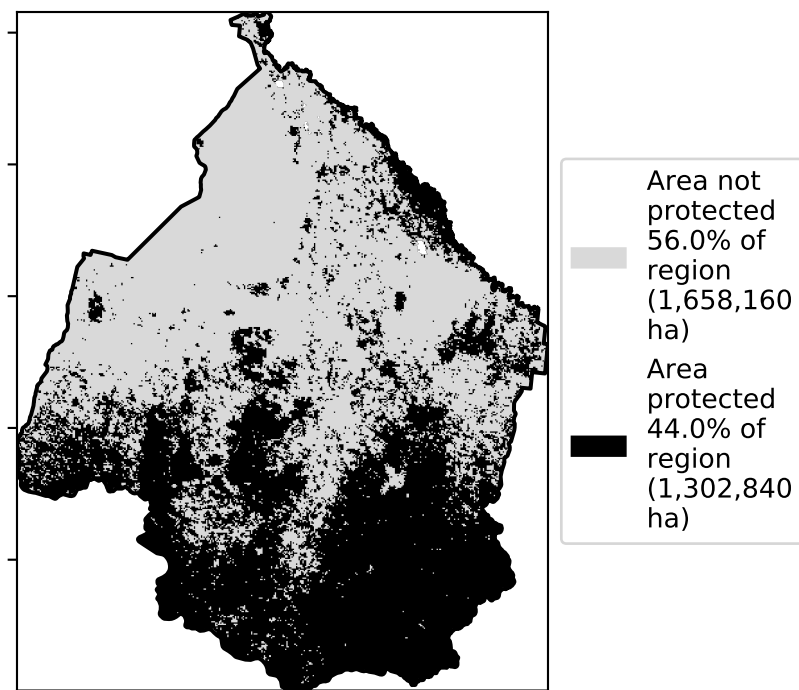 Area not
protected
56.0% of
region
(1,658,160
ha)
Area
protected
44.0% of
region
(1,302,840
ha)